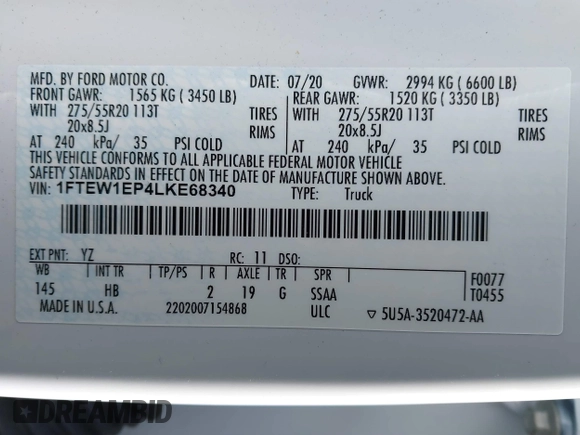 MFD. BY FORD MOTOR CO. DATE: 07/20 GVWR: 2994 KG ( 6600 LB)
FRONT GAWR: 1565 KG ( 3450 LB) REAR GAWR: 1520 KG ( 3350 LB)
WITH 275/55R20 113T TIRES WITH 275/55R20 113T TIRES
20x8.5J RIMS 20x8.5J RIMS
AT 240 kPa/ 35 PSI COLD AT 240 kPa/ 35 PSI COLD
THIS VEHICLE CONFORMS TO ALL APPLICABLE FEDERAL MOTOR VEHICLE
SAFETY STANDARDS IN EFFECT ON THE DATE OF MANUFACTURE SHOWN ABOVE.
VIN: 1FTEW1EP4LKE68340 TYPE: Truck
EXT PNT: YZ RC: 11 DSO:
WB INT TR TP/PS R AXLE TR SPR F0077
145 HB 2 19 G SSAA T0455
MADE IN U.S.A. 2202007154868 ULC ▽ 5U5A-3520472-AA
DREAMBID